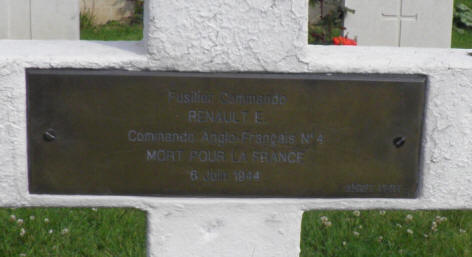 Fusilier Commando
RENAULT E.
Commando Anglo-Français N° 4
MORT POUR LA FRANCE
6 Juin 1944